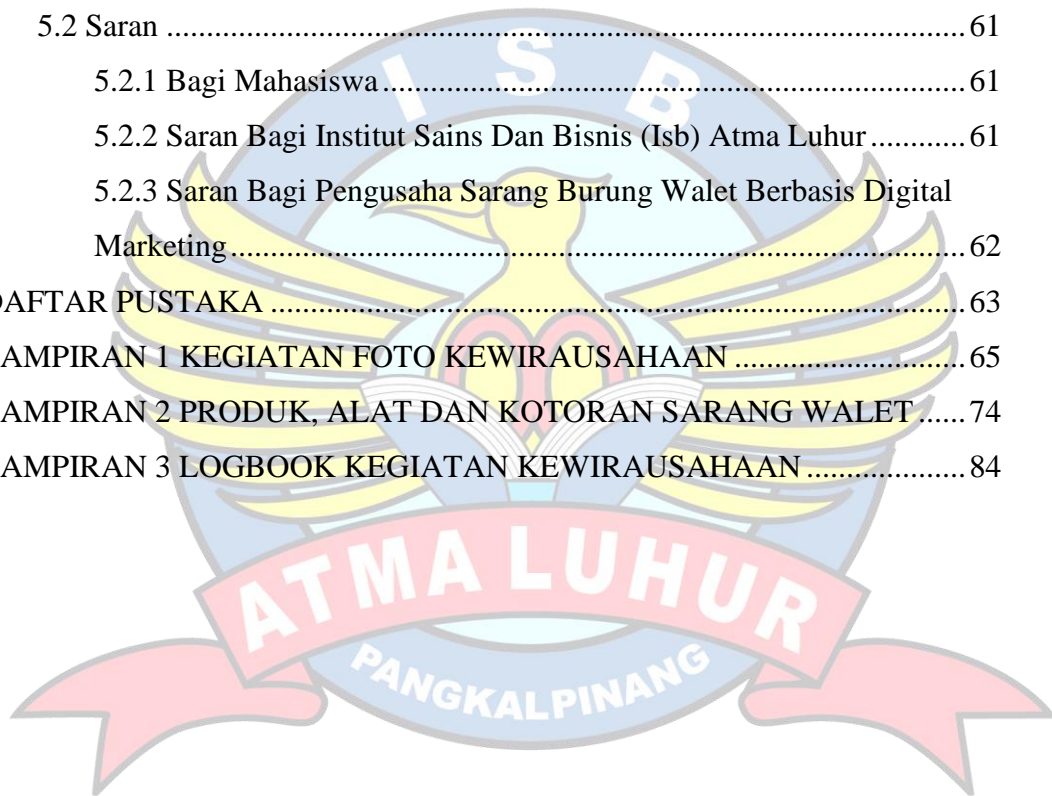 5.2 Saran ........................................................................................ 61
5.2.1 Bagi Mahasiswa ................................................................ 61
5.2.2 Saran Bagi Institut Sains Dan Bisnis (Isb) Atma Luhur ............ 61
5.2.3 Saran Bagi Pengusaha Sarang Burung Walet Berbasis Digital
Marketing ................................................................................. 62
DAFTAR PUSTAKA ............................................................................ 63
AMPIRAN 1 KEGIATAN FOTO KEWIRAUSAHAAN ......................... 65
AMPIRAN 2 PRODUK, ALAT DAN KOTORAN SARANG WALET ...... 74
AMPIRAN 3 LOGBOOK KEGIATAN KEWIRAUSAHAAN .................. 84
I S B
ATMA LUHUR
PANGKALPINANG